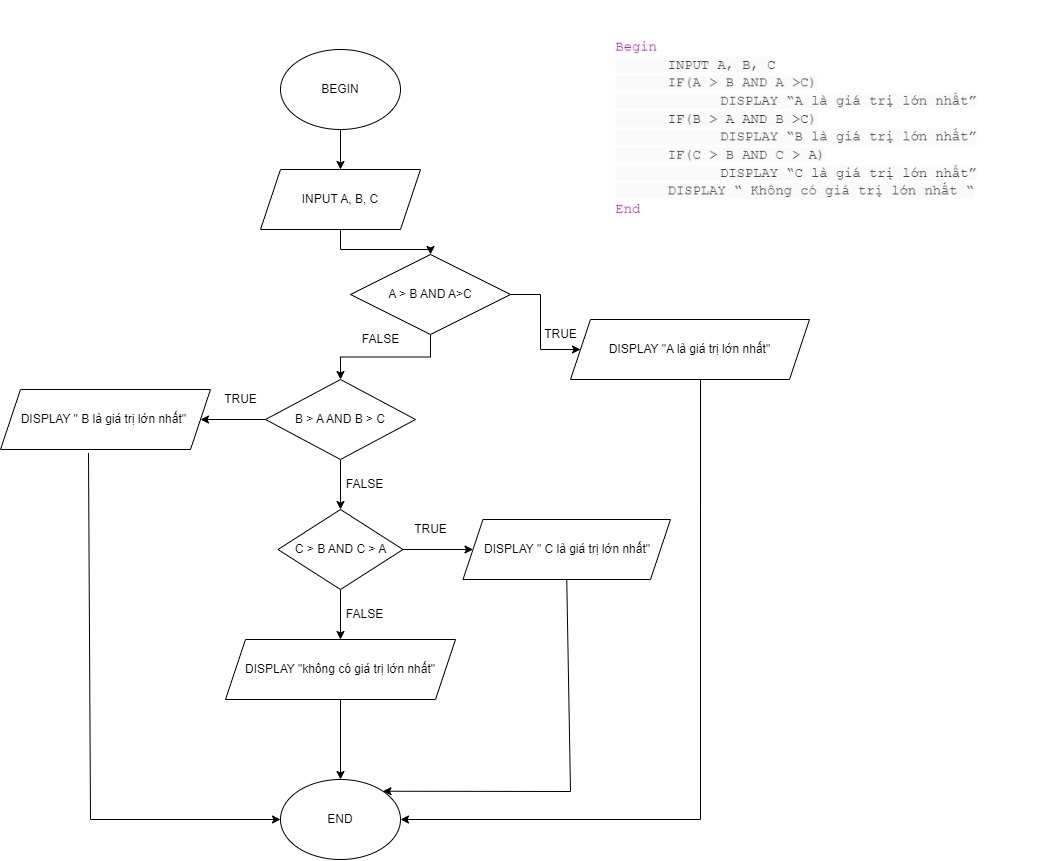 Begin
INPUT A, B, C
IF(A > B AND A >C)
DISPLAY “A là giá trị lớn nhất”
IF(B > A AND B >C)
DISPLAY “B là giá trị lớn nhất”
IF(C > B AND C > A)
DISPLAY “C là giá trị lớn nhất”
DISPLAY “ Không có giá trị lớn nhất “
End
BEGIN
INPUT A, B, C
A > B AND A>C
FALSE
TRUE
DISPLAY "A là giá trị lớn nhất"
TRUE
DISPLAY " B là giá trị lớn nhất"
B > A AND B > C
FALSE
TRUE
C > B AND C > A
DISPLAY " C là giá trị lớn nhất"
FALSE
DISPLAY "không có giá trị lớn nhất"
END